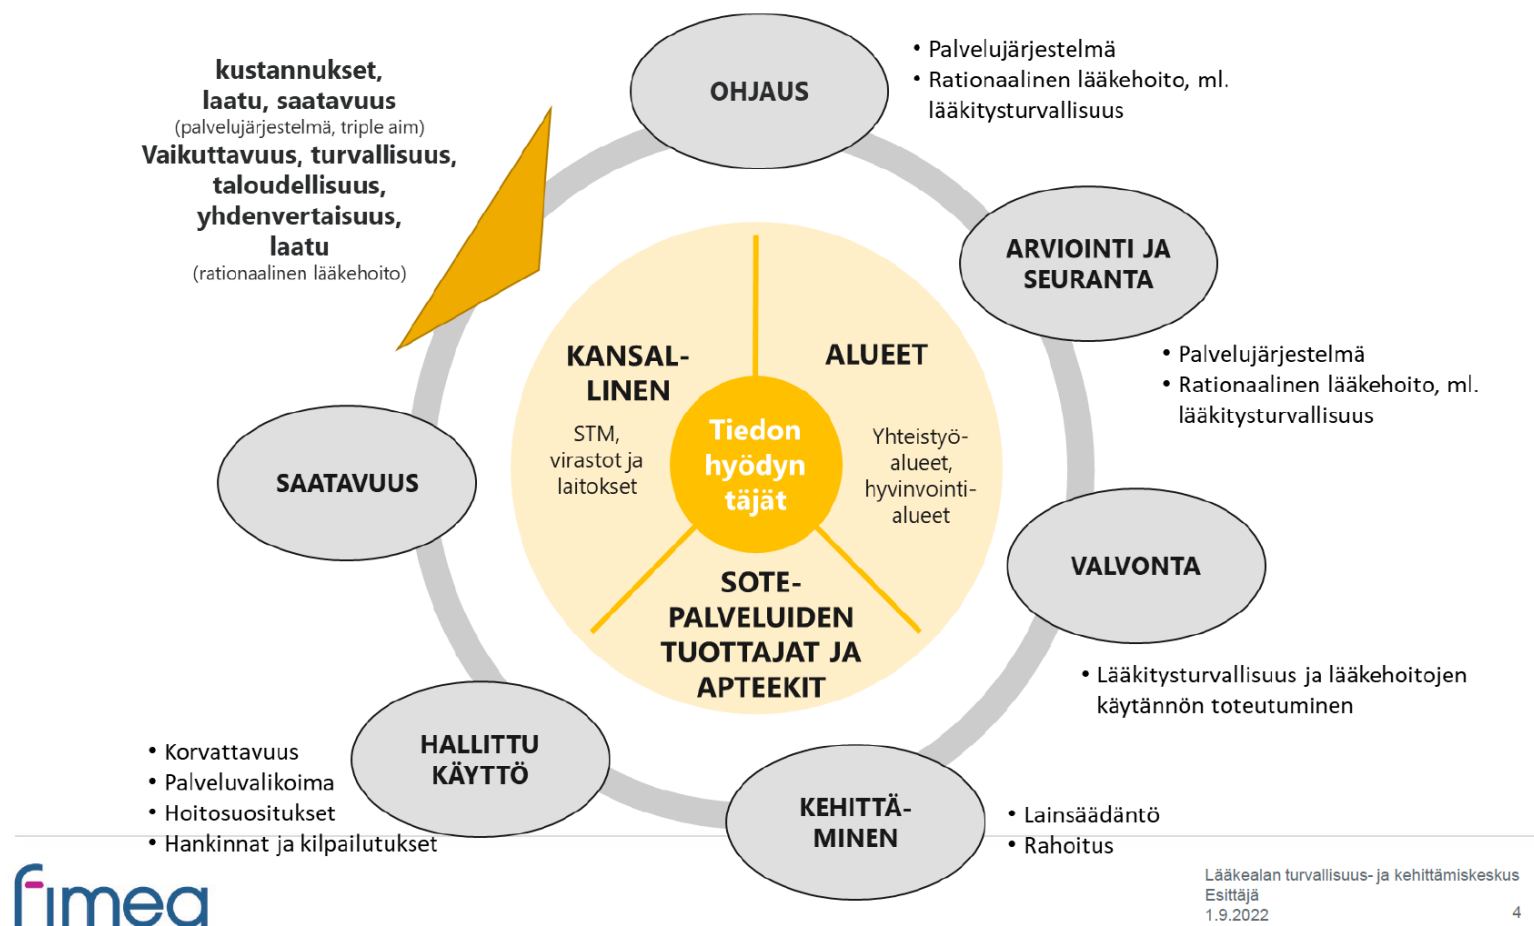 kustannukset,
laatu, saatavuus
(palvelujärjestelmä, triple aim)
Vaikuttavuus, turvallisuus,
taloudellisuus,
yhdenvertaisuus,
laatu
(rationaalinen lääkehoito)
OHJAUS
• Palvelujärjestelmä
• Rationaalinen lääkehoito, ml.
lääkitysturvallisuus
ARVIOINTI JA
SEURANTA
• Palvelujärjestelmä
• Rationaalinen lääkehoito, ml.
lääkitysturvallisuus
KANSAL-
LINEN
STM,
virastot ja
laitokset
ALUEET
Yhteistyö-
alueet,
hyvinvointi-
alueet
Tiedon
hyödyn
täjät
SOTE-
PALVELUIDEN
TUOTTAJAT JA
APTEEKIT
SAATAVUUS
VALVONTA
• Lääkitysturvallisuus ja lääkehoitojen
käytännön toteutuminen
HALLITTU
KÄYTTÖ
• Korvattavuus
• Palveluvalikoima
• Hoitosuositukset
• Hankinnat ja kilpailutukset
KEHITTÄ-
MINEN
• Lainsäädäntö
• Rahoitus
fimea
Lääkealan turvallisuus- ja kehittämiskeskus
Esittäjä
1.9.2022
4